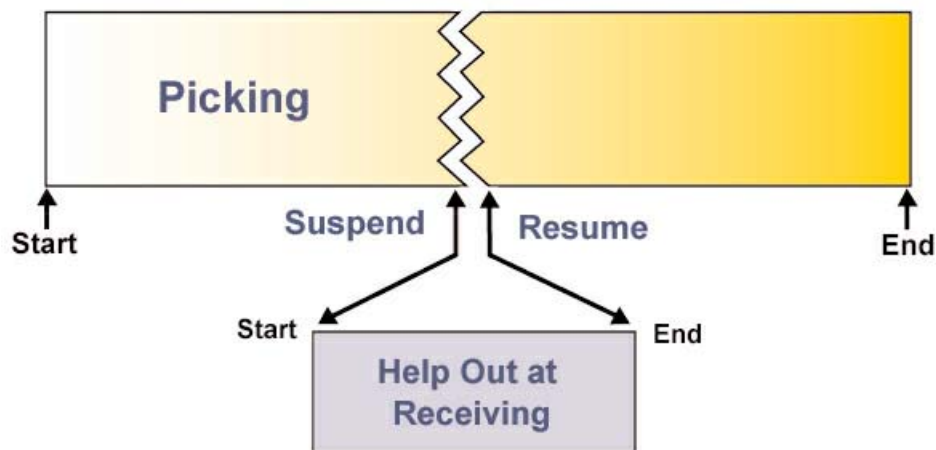 Picking
Suspend
Resume
Start
End
Start
End
Help Out at
Receiving